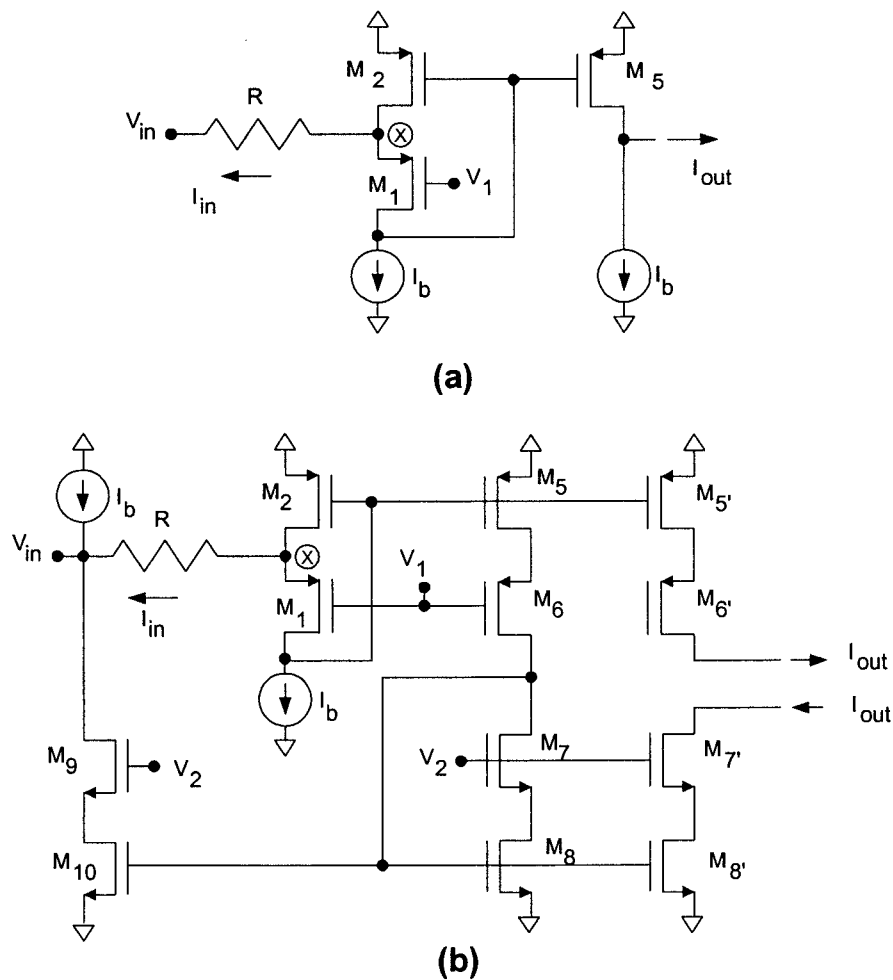 M2
M5
R
Vin
X
Iin
M1
V1
Iout
Ib
Ib
(a)
Ib
M2
M5
M5'
R
Vin
X
V1
Iin
M1
M6
M6'
Iout
Ib
Iout
M9
V2
V2
M7
M7'
M10
M8
M8'
(b)